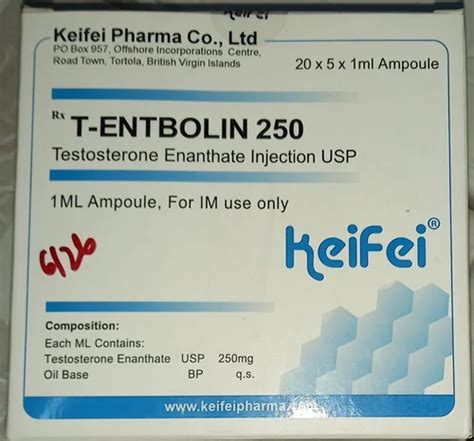 Keifei
Keifei Pharma Co., Ltd
PO Box 957, Offshore Incorporations Centre,
Road Town, Tortola, British Virgin Islands
20 x 5 x 1ml Ampoule
Rx T-ENTBOLIN 250
Testosterone Enanthate Injection USP
1ML Ampoule, For IM use only
KeiFei®
6/26
Composition:
Each ML Contains:
Testosterone Enanthate USP 250mg
Oil Base BP q.s.
www.keifeipharma.